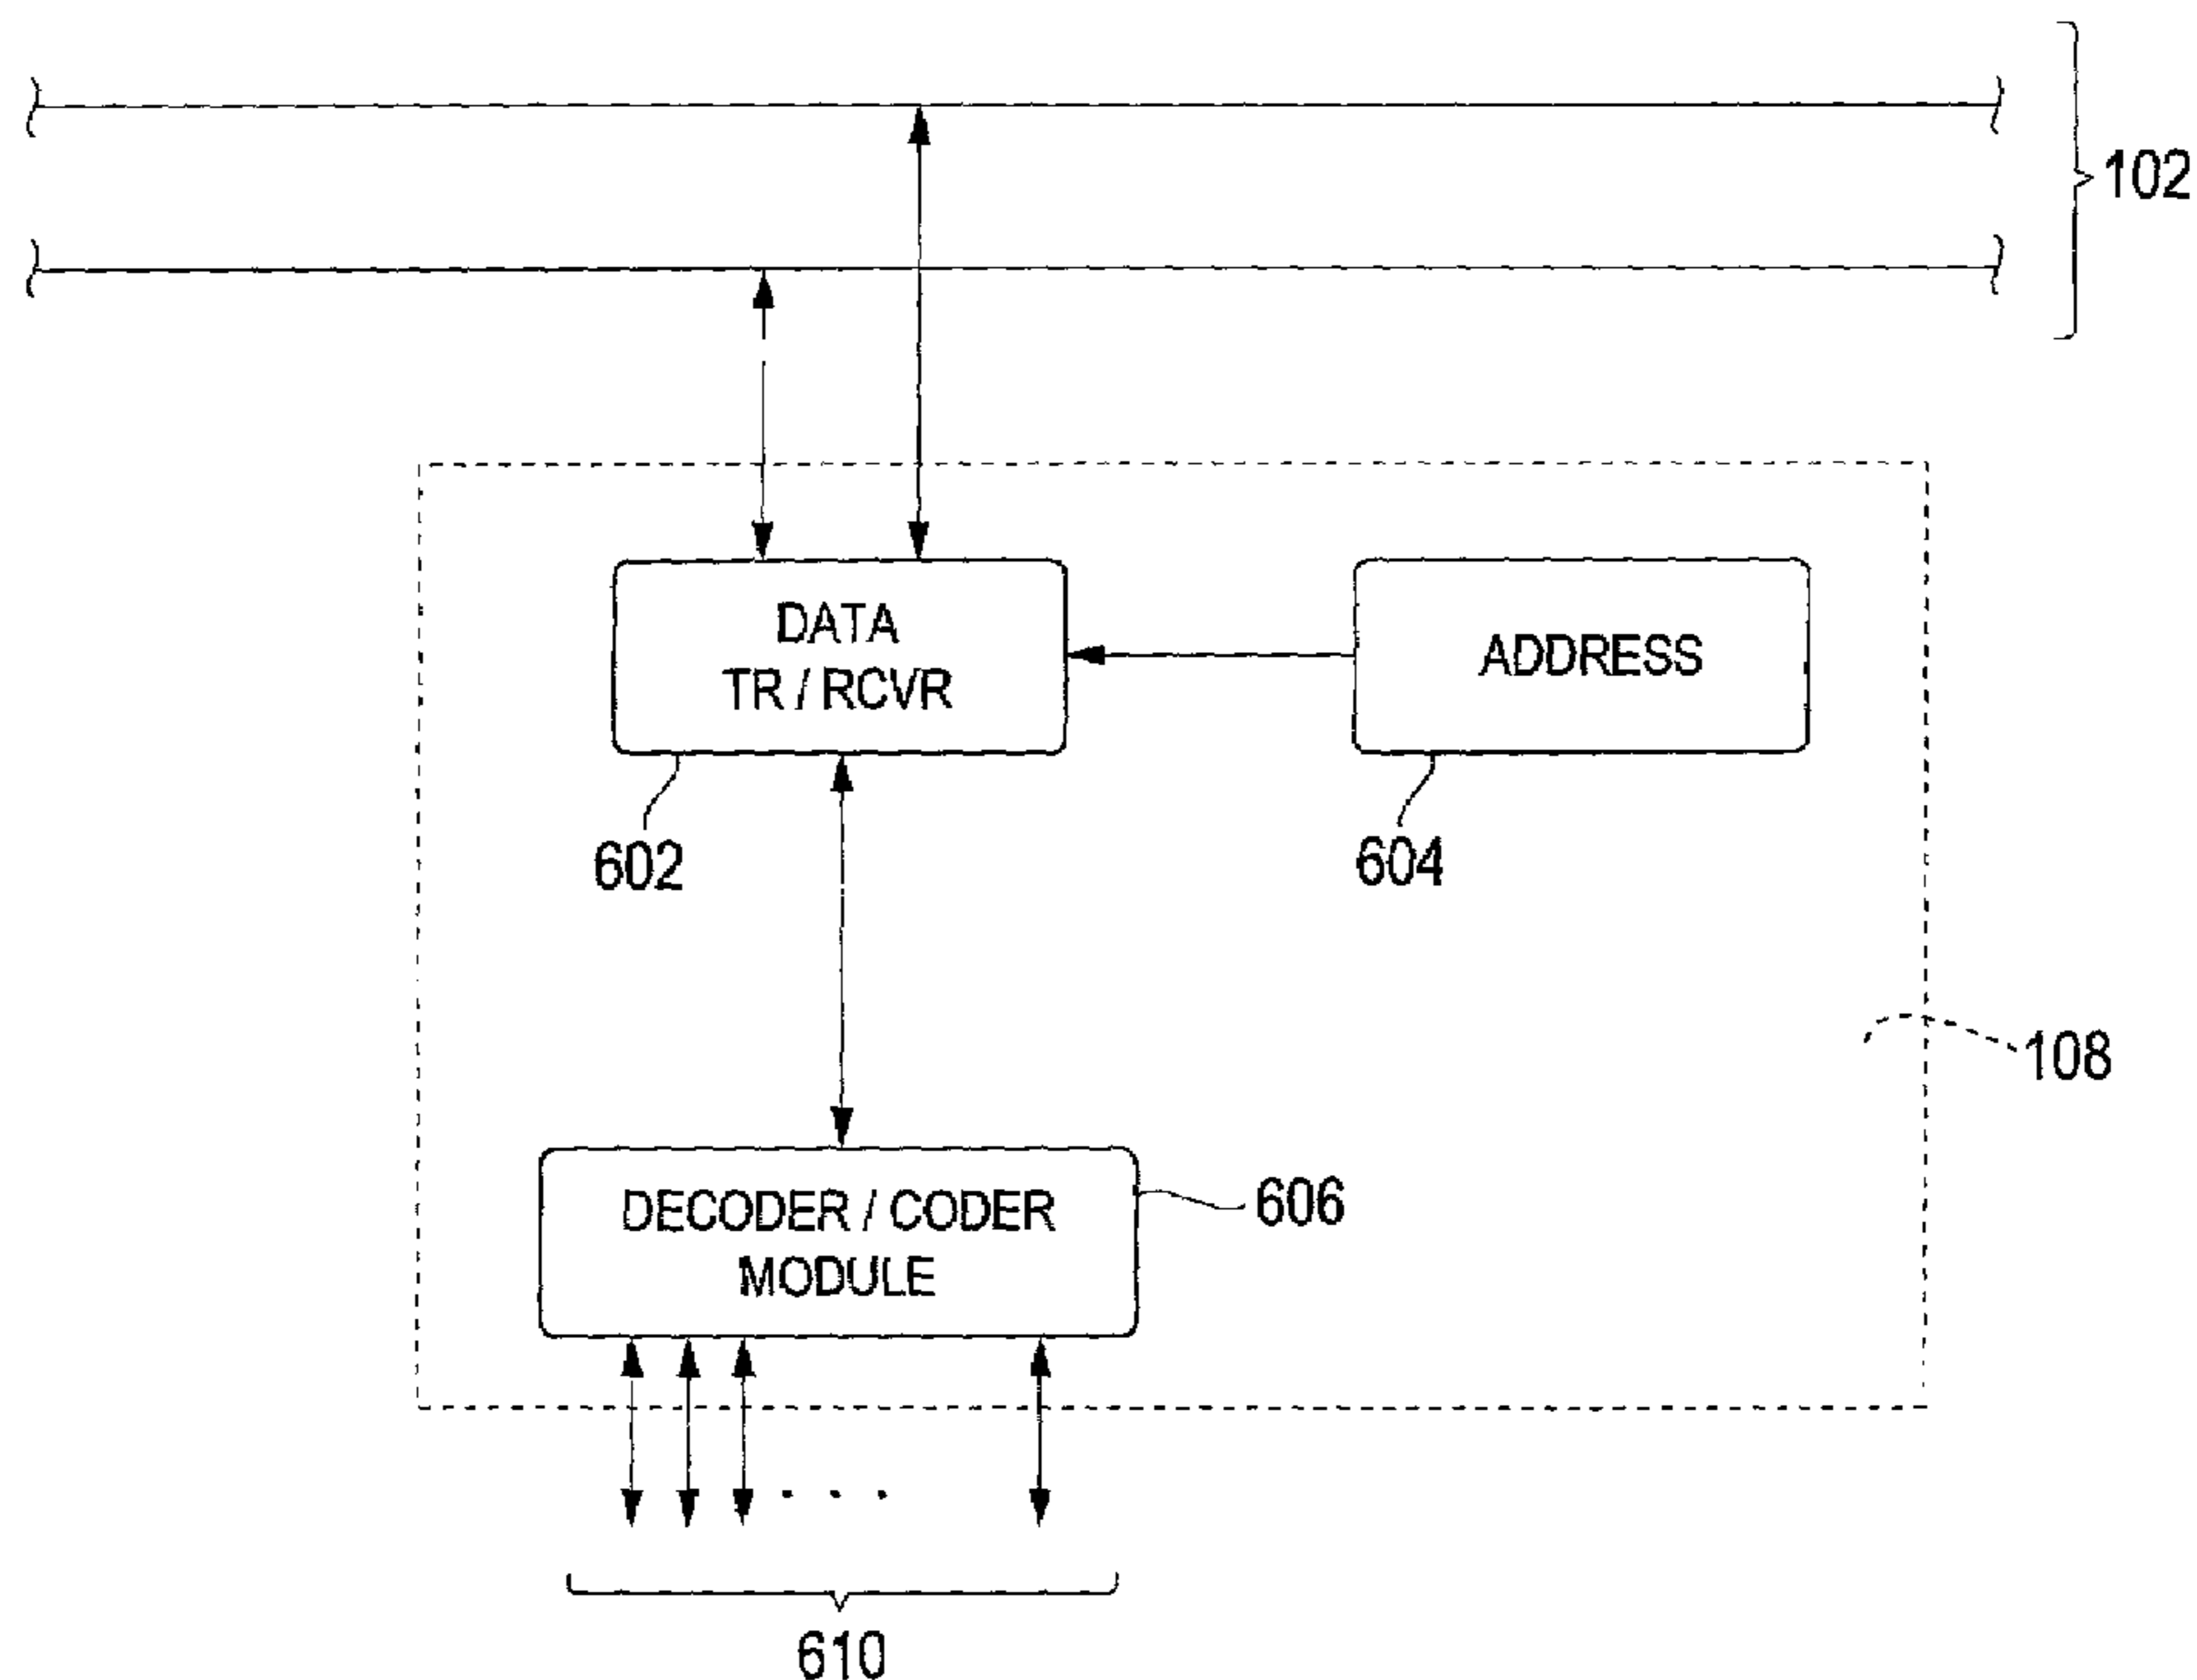 102
DATA
TR / RCVR
ADDRESS
602
604
108
DECODER / CODER
MODULE
606
610